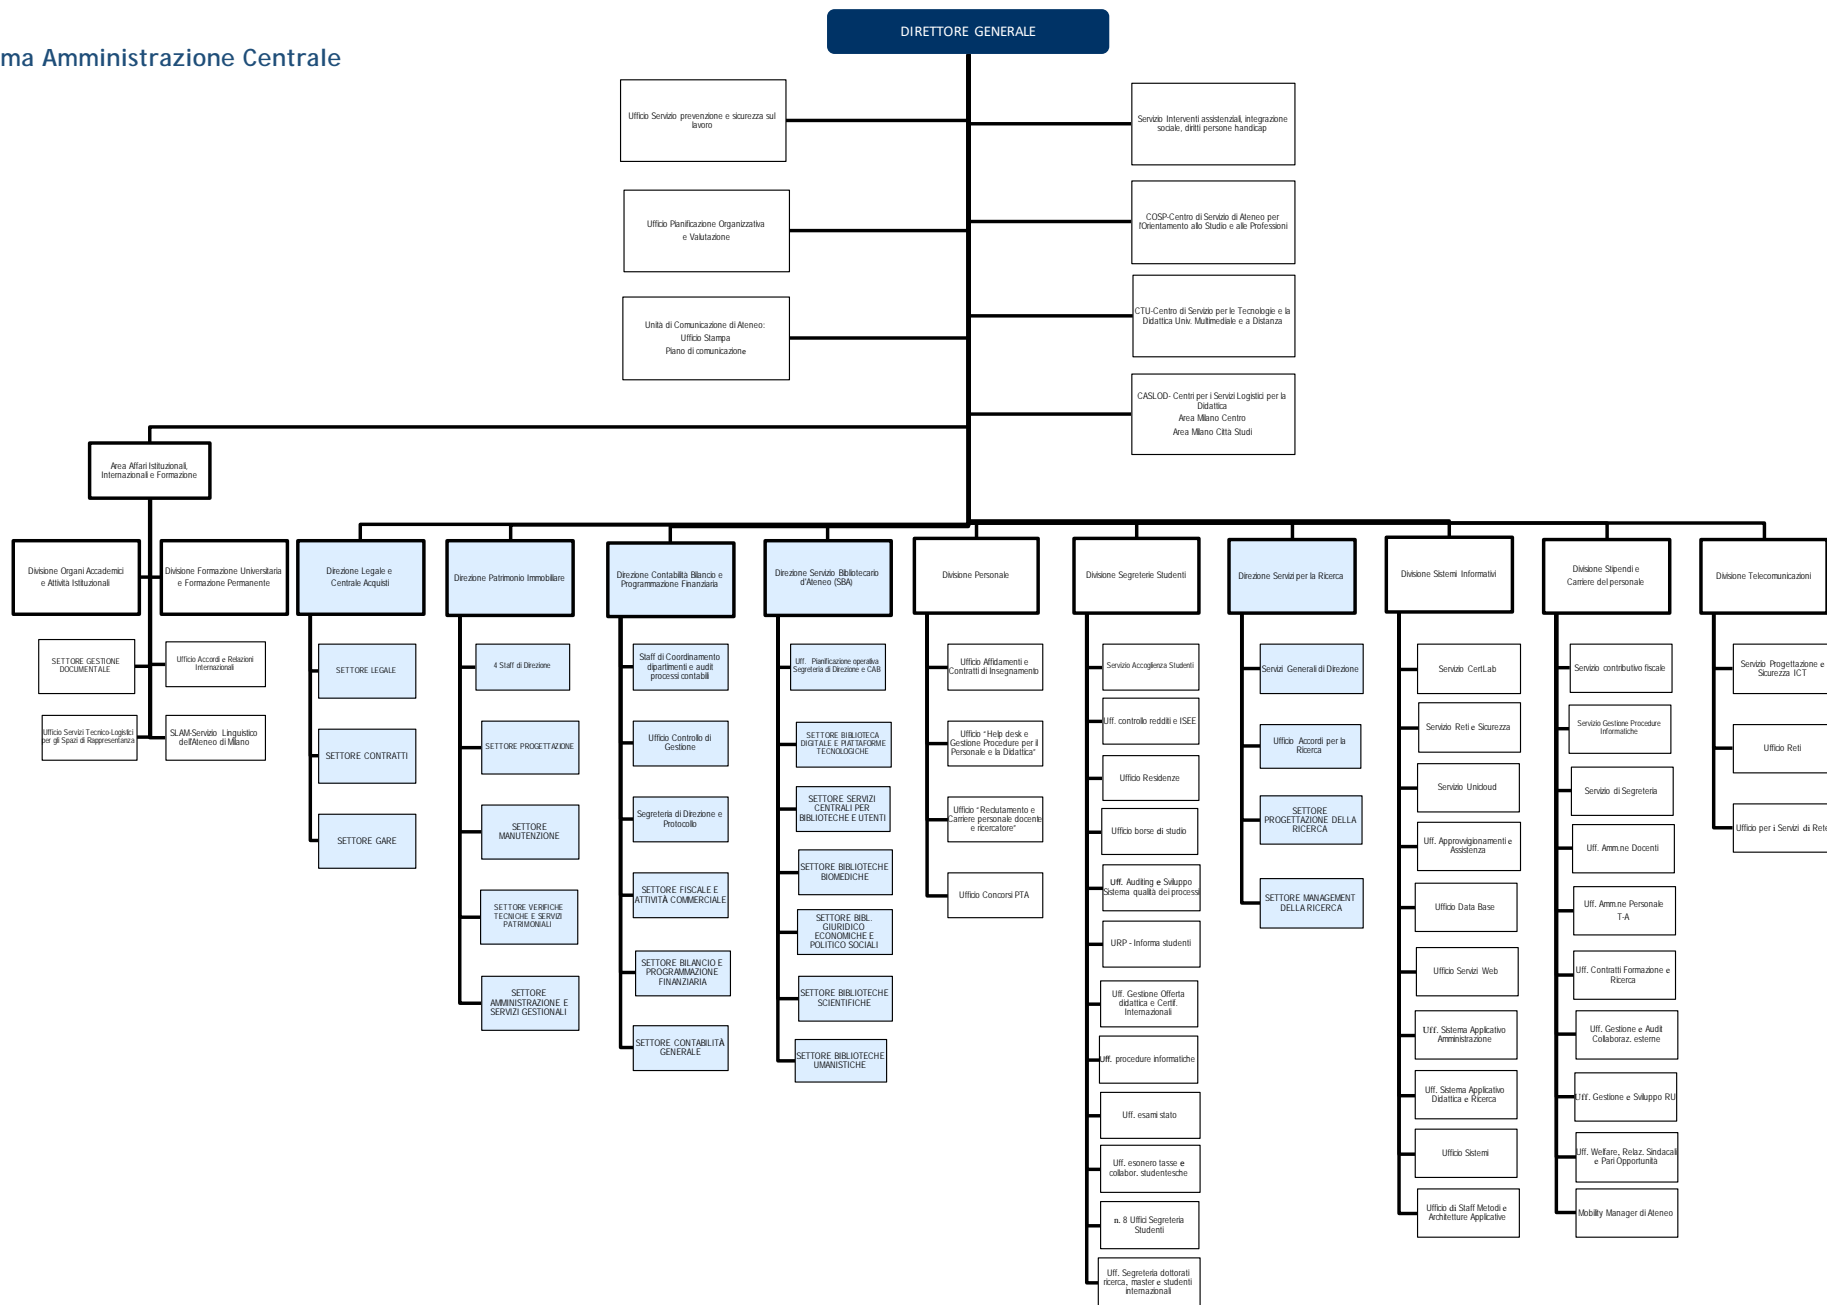 DIRETTORE GENERALE
ma Amministrazione Centrale
Ufficio Servizio prevenzione e sicurezza sul
lavoro
Servizio Interventi assistenziali, integrazione
sociale, diritti persone handicap
Ufficio Pianificazione Organizzativa
e Valutazione
COSP-Centro di Servizio di Ateneo per
l'Orientamento allo Studio e alle Professioni
Unità di Comunicazione di Ateneo:
Ufficio Stampa
Piano di comunicazione
CTU-Centro di Servizio per le Tecnologie e la
Didattica Univ. Multimediale e a Distanza
CASLOD- Centri per i Servizi Logistici per la
Didattica
Area Milano Centro
Area Milano Città Studi
Area Affari Istituzionali,
Internazionali e Formazione
Divisione Organi Accademici
e Attività Istituzionali
Divisione Formazione Universitaria
e Formazione Permanente
SETTORE GESTIONE
DOCUMENTALE
Ufficio Accordi e Relazioni
Internazionali
Ufficio Servizi Tecnico-Logistici
per gli Spazi di Rappresentanza
SLAM-Servizio Linguistico
dell'Ateneo di Milano
Direzione Legale e
Centrale Acquisti
SETTORE LEGALE
SETTORE CONTRATTI
SETTORE GARE
Direzione Patrimonio Immobiliare
4 Staff di Direzione
SETTORE PROGETTAZIONE
SETTORE
MANUTENZIONE
SETTORE VERIFICHE
TECNICHE E SERVIZI
PATRIMONIALI
SETTORE
AMMINISTRAZIONE E
SERVIZI GESTIONALI
Direzione Contabilità Bilancio e
Programmazione Finanziaria
Staff di Coordinamento
dipartimenti e audit
processi contabili
Ufficio Controllo di
Gestione
Segreteria di Direzione e
Protocollo
SETTORE FISCALE E
ATTIVITÀ COMMERCIALE
SETTORE BILANCIO E
PROGRAMMAZIONE
FINANZIARIA
SETTORE CONTABILITÀ
GENERALE
Direzione Servizio Bibliotecario
d'Ateneo (SBA)
Uff. Pianificazione operativa
Segreteria di Direzione e CAB
SETTORE BIBLIOTECA
DIGITALE E PIATTAFORME
TECNOLOGICHE
SETTORE SERVIZI
CENTRALI PER
BIBLIOTECHE E UTENTI
SETTORE BIBLIOTECHE
BIOMEDICHE
SETTORE BIBL.
GIURIDICO
ECONOMICHE E
POLITICO SOCIALI
SETTORE BIBLIOTECHE
SCIENTIFICHE
SETTORE BIBLIOTECHE
UMANISTICHE
Divisione Personale
Ufficio Affidamenti e
Contratti di Insegnamento
Ufficio "Help desk e
Gestione Procedure per il
Personale e la Didattica"
Ufficio "Reclutamento e
Carriere personale docente
e ricercatore"
Ufficio Concorsi PTA
Divisione Segreterie Studenti
Servizio Accoglienza Studenti
Uff. controllo redditi e ISEE
Ufficio Residenze
Ufficio borse di studio
Uff. Auditing e Sviluppo
Sistema qualità dei processi
URP - Informa studenti
Uff. Gestione Offerta
didattica e Certif.
Internazionali
Uff. procedure informatiche
Uff. esami stato
Uff. esonero tasse e
collabor. studentesche
n. 8 Uffici Segreteria
Studenti
Uff. Segreteria dottorati
ricerca, master e studenti
internazionali
Direzione Servizi per la Ricerca
Servizi Generali di Direzione
Ufficio Accordi per la
Ricerca
SETTORE
PROGETTAZIONE DELLA
RICERCA
SETTORE MANAGEMENT
DELLA RICERCA
Divisione Sistemi Informativi
Servizio CertLab
Servizio Reti e Sicurezza
Servizio Unicloud
Uff. Approvvigionamenti e
Assistenza
Ufficio Data Base
Ufficio Servizi Web
Uff. Sistema Applicativo
Amministrazione
Uff. Sistema Applicativo
Didattica e Ricerca
Ufficio Sistemi
Ufficio di Staff Metodi e
Architetture Applicative
Divisione Stipendi e
Carriere del personale
Servizio contributivo fiscale
Servizio Gestione Procedure
Informatiche
Servizio di Segreteria
Uff. Amm.ne Docenti
Uff. Amm.ne Personale
T-A
Uff. Contratti Formazione e
Ricerca
Uff. Gestione e Audit
Collaboraz. esterne
Uff. Gestione e Sviluppo RU
Uff. Welfare, Relaz. Sindacali
e Pari Opportunità
Mobility Manager di Ateneo
Divisione Telecomunicazioni
Servizio Progettazione e
Sicurezza ICT
Ufficio Reti
Ufficio per i Servizi di Rete